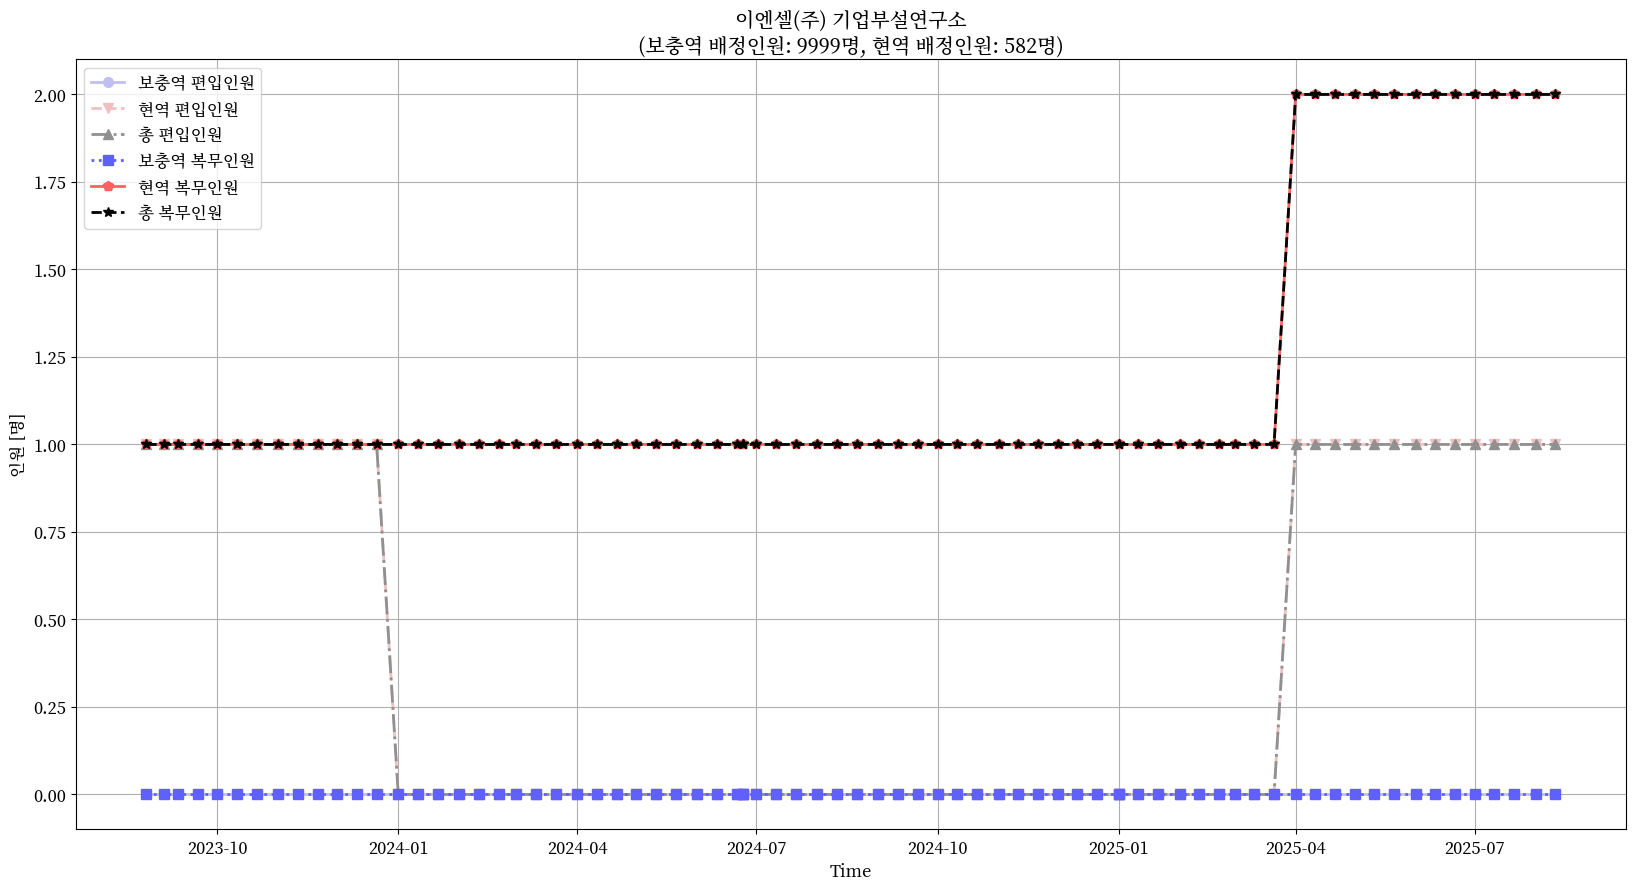 이엔셀(주) 기업부설연구소
(보충역 배정인원: 9999명, 현역 배정인원: 582명)
보충역 편입인원
현역 편입인원
총 편입인원
보충역 복무인원
현역 복무인원
총 복무인원
2.00
1.75
1.50
1.25
1.00
0.75
0.50
0.25
0.00
인원 [명]
2023-10
2024-01
2024-04
2024-07
2024-10
2025-01
2025-04
2025-07
Time